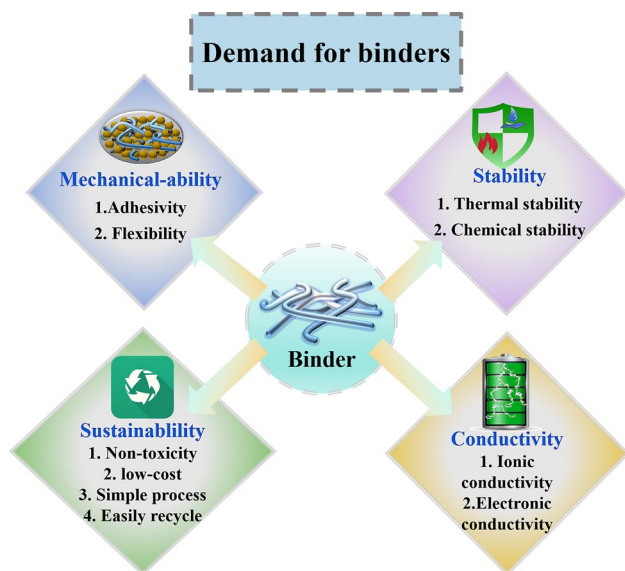 Demand for binders
Mechanical-ability
1.Adhesivity
2. Flexibility
Stability
1. Thermal stability
2. Chemical stability
Binder
Sustainablility
1. Non-toxicity
2. low-cost
3. Simple process
4. Easily recycle
Conductivity
1. Ionic
conductivity
2.Electronic
conductivity